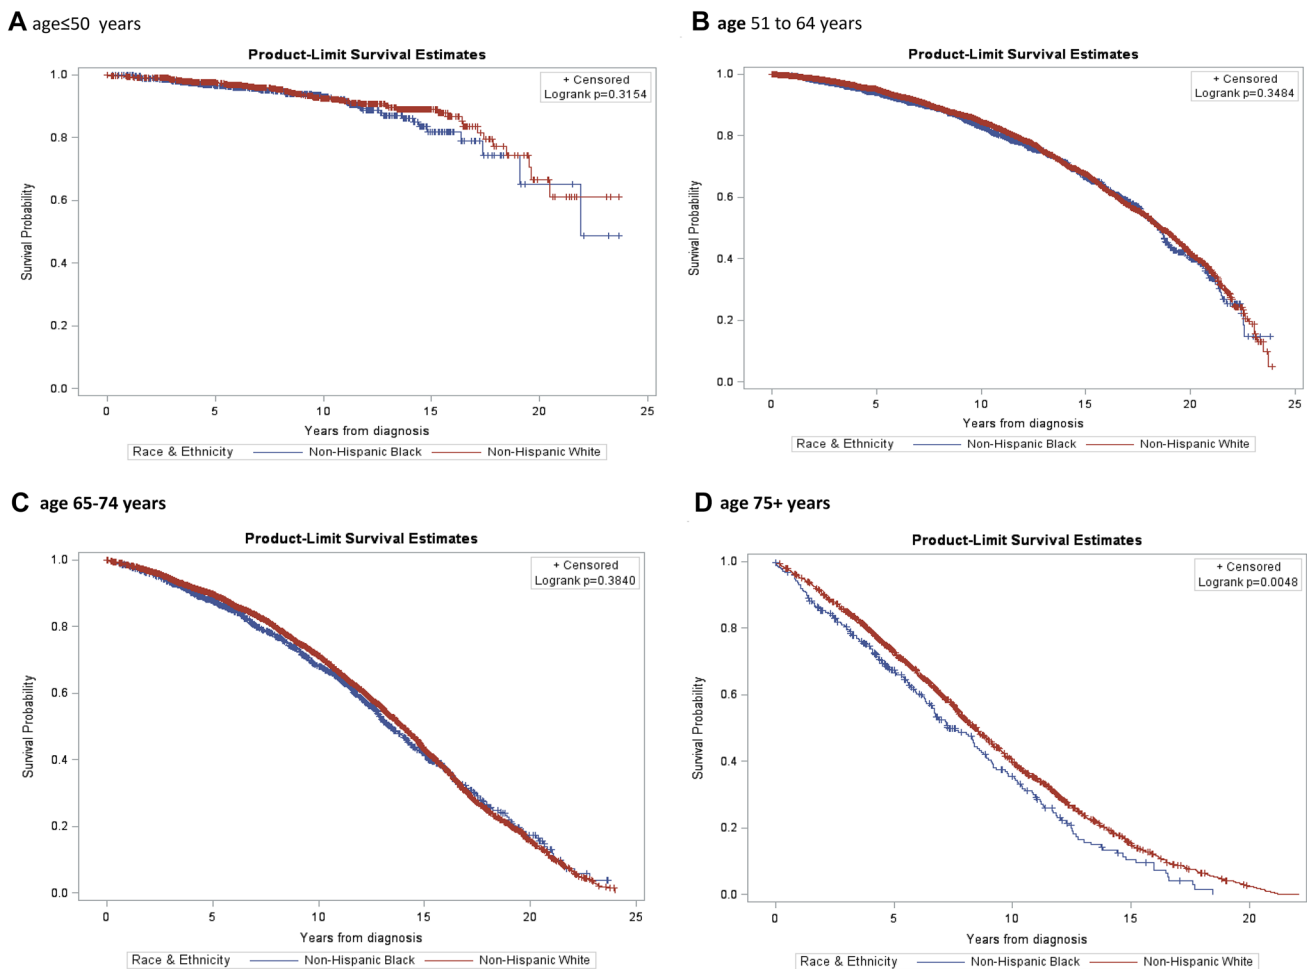 A age≤50 years
Product-Limit Survival Estimates
+ Censored
Logrank p=0.3154
1.0
0.8
0.6
0.4
0.2
0.0
Survival Probability
0 5 10 15 20 25
Years from diagnosis
Race & Ethnicity Non-Hispanic Black Non-Hispanic White
B age 51 to 64 years
Product-Limit Survival Estimates
+ Censored
Logrank p=0.3484
1.0
0.8
0.6
0.4
0.2
0.0
Survival Probability
0 5 10 15 20 25
Years from diagnosis
Race & Ethnicity Non-Hispanic Black Non-Hispanic White
C age 65-74 years
Product-Limit Survival Estimates
+ Censored
Logrank p=0.3840
1.0
0.8
0.6
0.4
0.2
0.0
Survival Probability
0 5 10 15 20 25
Years from diagnosis
Race & Ethnicity Non-Hispanic Black Non-Hispanic White
D age 75+ years
Product-Limit Survival Estimates
+ Censored
Logrank p=0.0048
1.0
0.8
0.6
0.4
0.2
0.0
Survival Probability
0 5 10 15 20
Years from diagnosis
Race & Ethnicity Non-Hispanic Black Non-Hispanic White